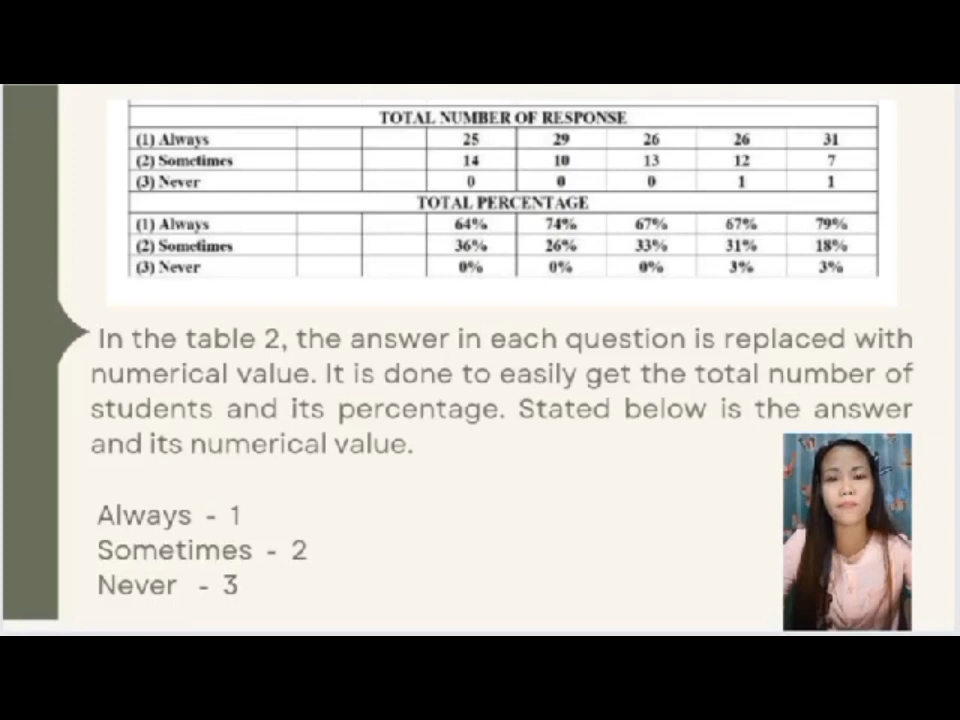 TOTAL NUMBER OF RESPONSE
(1) Always 25 29 26 26 31
(2) Sometimes 14 10 13 12 7
(3) Never 0 0 0 1 1
TOTAL PERCENTAGE
(1) Always 64% 74% 67% 67% 79%
(2) Sometimes 36% 26% 33% 31% 18%
(3) Never 0% 0% 0% 3% 3%
In the table 2, the answer in each question is replaced with
numerical value. It is done to easily get the total number of
students and its percentage. Stated below is the answer
and its numerical value.
Always - 1
Sometimes - 2
Never - 3